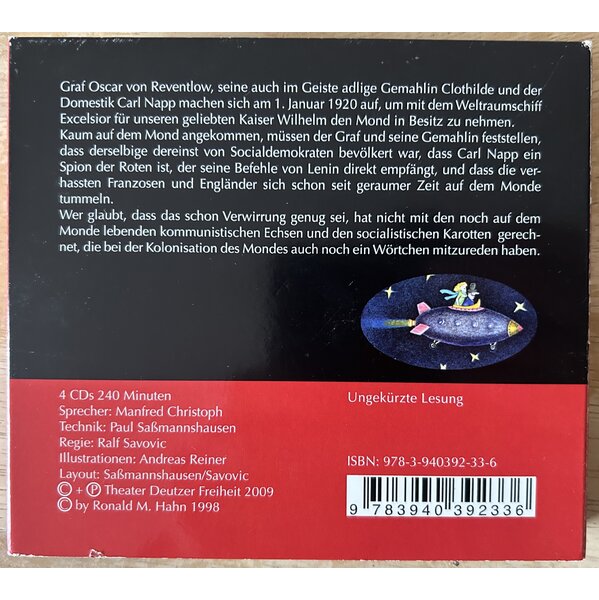 Graf Oscar von Reventlow, seine auch im Geiste adlige Gemahlin Clothilde und der
Domestik Carl Napp machen sich am 1. Januar 1920 auf, um mit dem Weltraumschiff
Excelsior für unseren geliebten Kaiser Wilhelm den Mond in Besitz zu nehmen.
Kaum auf dem Mond angekommen, müssen der Graf und seine Gemahlin feststellen,
dass derselbige dereinst von Socialdemokraten bevölkert war, dass Carl Napp ein
Spion der Roten ist, der seine Befehle von Lenin direkt empfängt, und dass die ver-
hassten Franzosen und Engländer sich schon seit geraumer Zeit auf dem Monde
tummeln.
Wer glaubt, dass das schon Verwirrung genug sei, hat nicht mit den noch auf dem
Monde lebenden kommunistischen Echsen und den socialistischen Karotten gerech-
net, die bei der Kolonisation des Mondes auch noch ein Wörtchen mitzureden haben.
4 CDs 240 Minuten
Sprecher: Manfred Christoph
Technik: Paul Saßmannshausen
Regie: Ralf Savovic
Illustrationen: Andreas Reiner
Layout: Saßmannshausen/Savovic
© + ℗ Theater Deutzer Freiheit 2009
© by Ronald M. Hahn 1998
Ungekürzte Lesung
ISBN: 978-3-940392-33-6
9 783940 392336